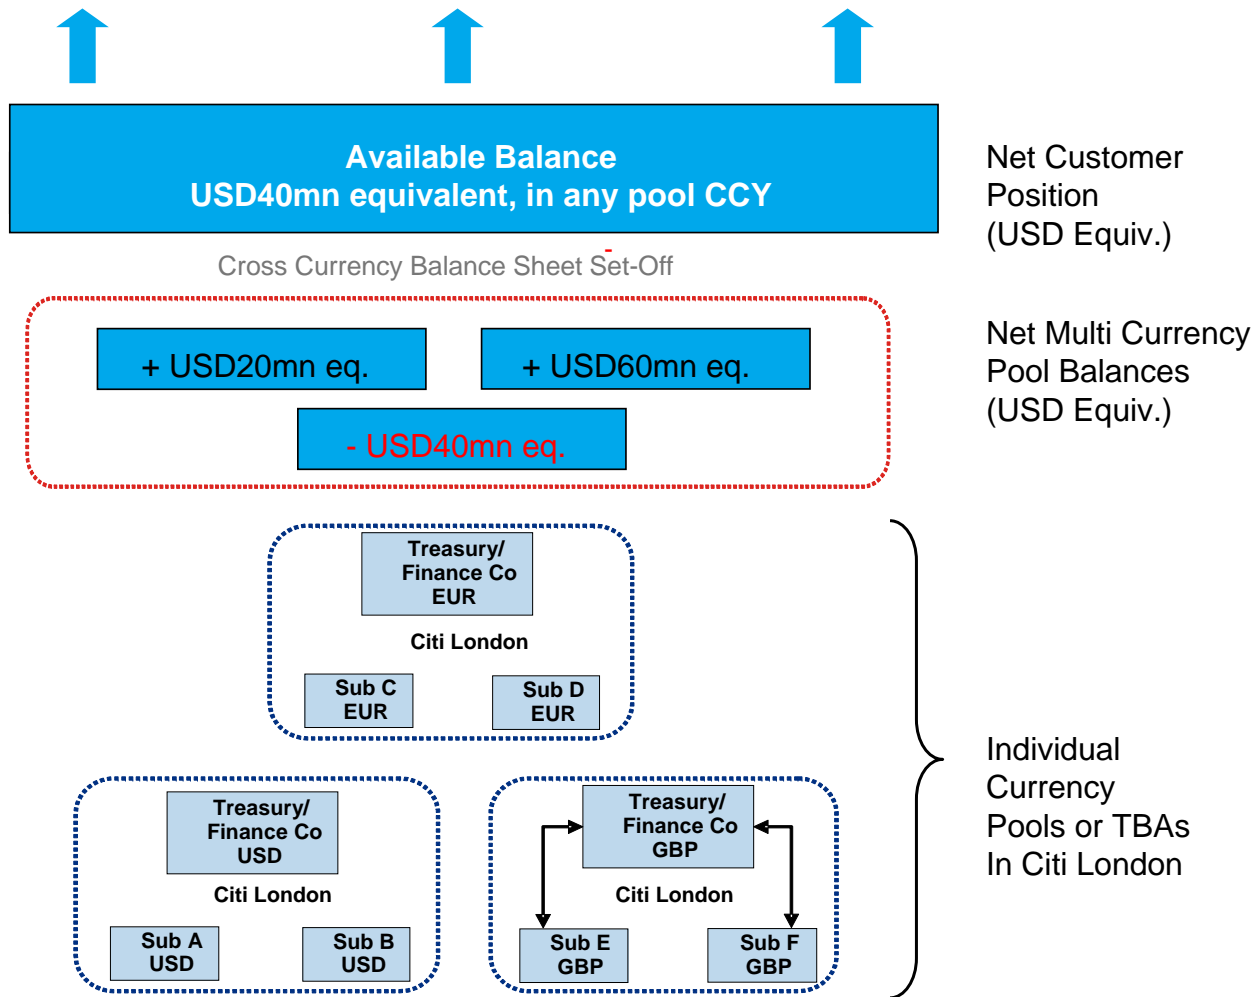 Available Balance
USD40mn equivalent, in any pool CCY
Net Customer
Position
(USD Equiv.)
-
Cross Currency Balance Sheet Set-Off
+ USD20mn eq.
+ USD60mn eq.
- USD40mn eq.
Net Multi Currency
Pool Balances
(USD Equiv.)
Treasury/
Finance Co
EUR
Citi London
Sub C
EUR
Sub D
EUR
Treasury/
Finance Co
USD
Citi London
Sub A
USD
Sub B
USD
Treasury/
Finance Co
GBP
Citi London
Sub E
GBP
Sub F
GBP
Individual
Currency
Pools or TBAs
In Citi London